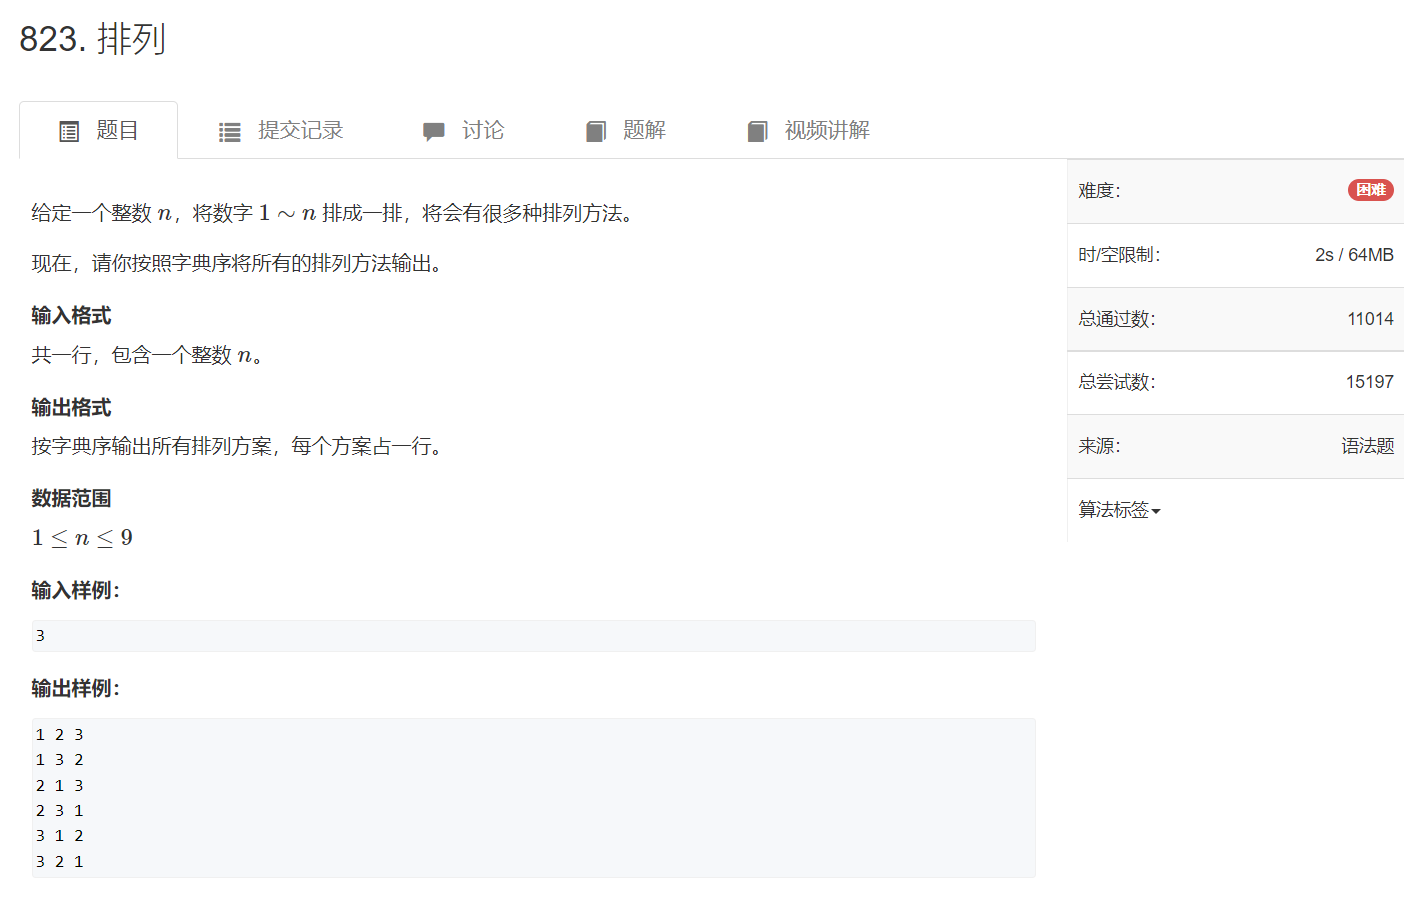 823. 排列
题目
提交记录
讨论
题解
视频讲解
给定一个整数 n，将数字 1 ∼ n 排成一排，将会有很多种排列方法。
现在，请你按照字典序将所有的排列方法输出。
输入格式
共一行，包含一个整数 n。
输出格式
按字典序输出所有排列方案，每个方案占一行。
数据范围
1 ≤ n ≤ 9
输入样例：
3
输出样例：
1 2 3
1 3 2
2 1 3
2 3 1
3 1 2
3 2 1
难度： 困难
时/空限制： 2s / 64MB
总通过数： 11014
总尝试数： 15197
来源： 语法题
算法标签